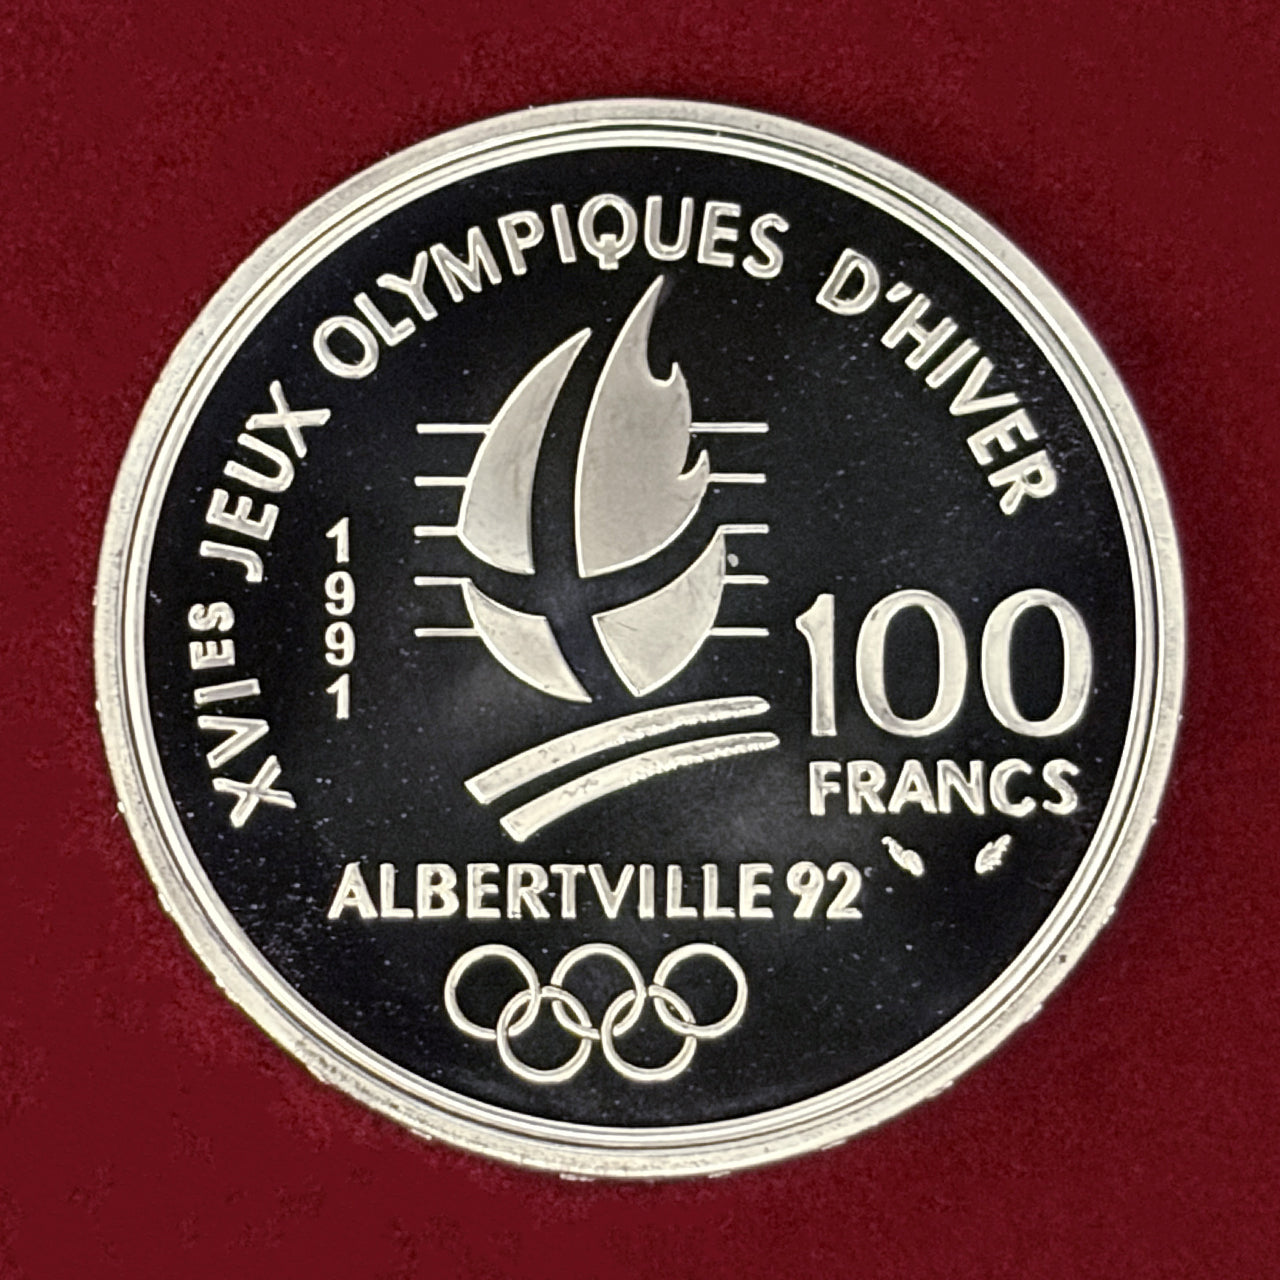 XVIES JEUX OLYMPIQUES D'HIVER
1991
100
FRANCS
ALBERTVILLE 92